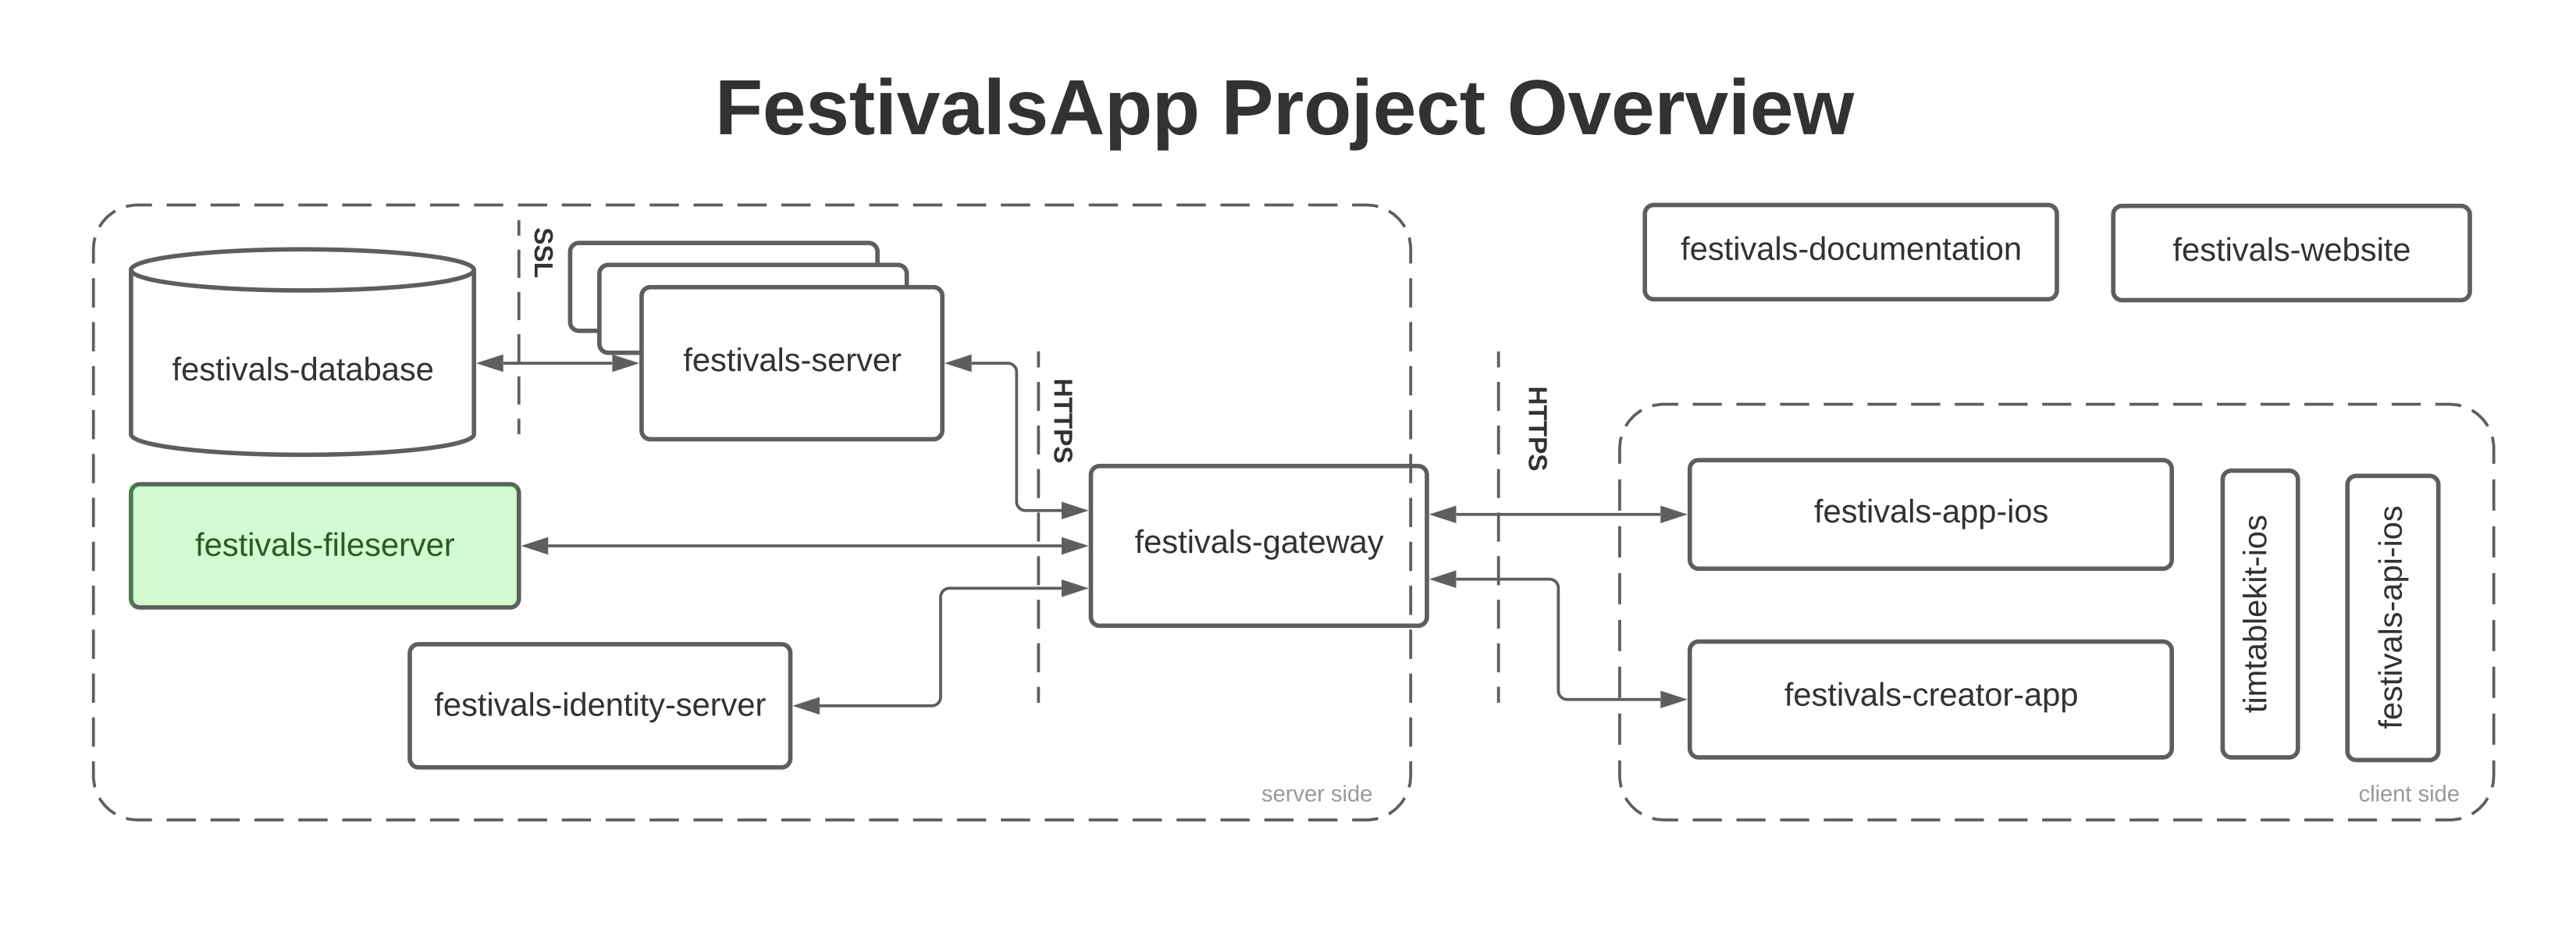 FestivalsApp Project Overview
SSL
festivals-documentation
festivals-website
festivals-database
festivals-server
HTTPS
HTTPS
festivals-fileserver
festivals-gateway
festivals-app-ios
timtablekit-ios
festivals-api-ios
festivals-identity-server
festivals-creator-app
server side
client side